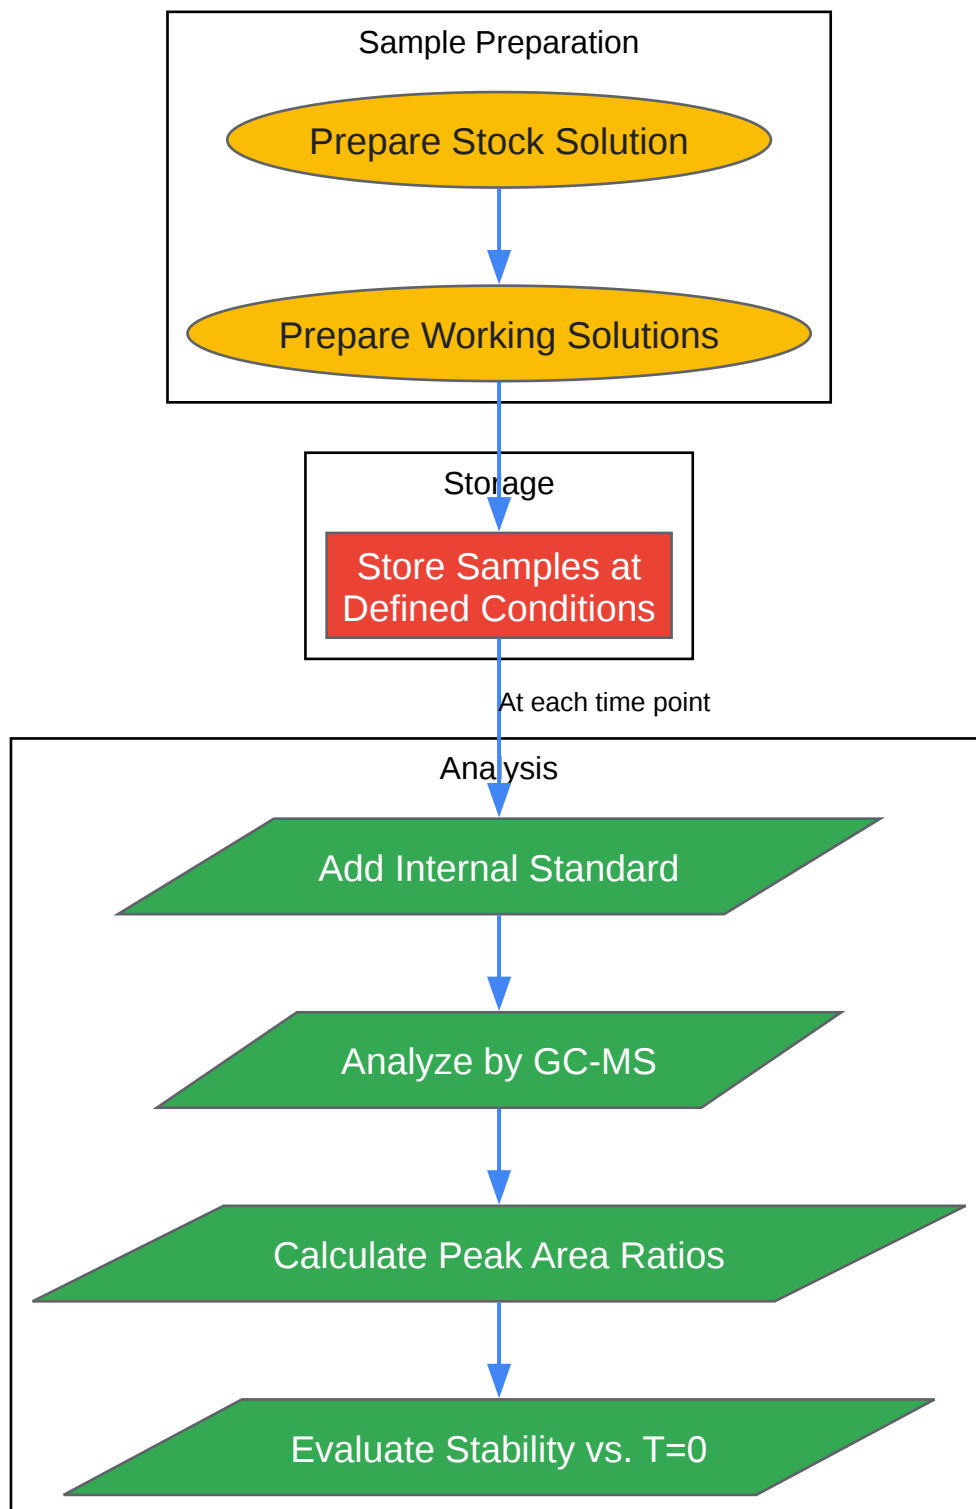 Sample Preparation
Prepare Stock Solution
Prepare Working Solutions
Storage
Store Samples at
Defined Conditions
At each time point
Analysis
Add Internal Standard
Analyze by GC-MS
Calculate Peak Area Ratios
Evaluate Stability vs. T=0